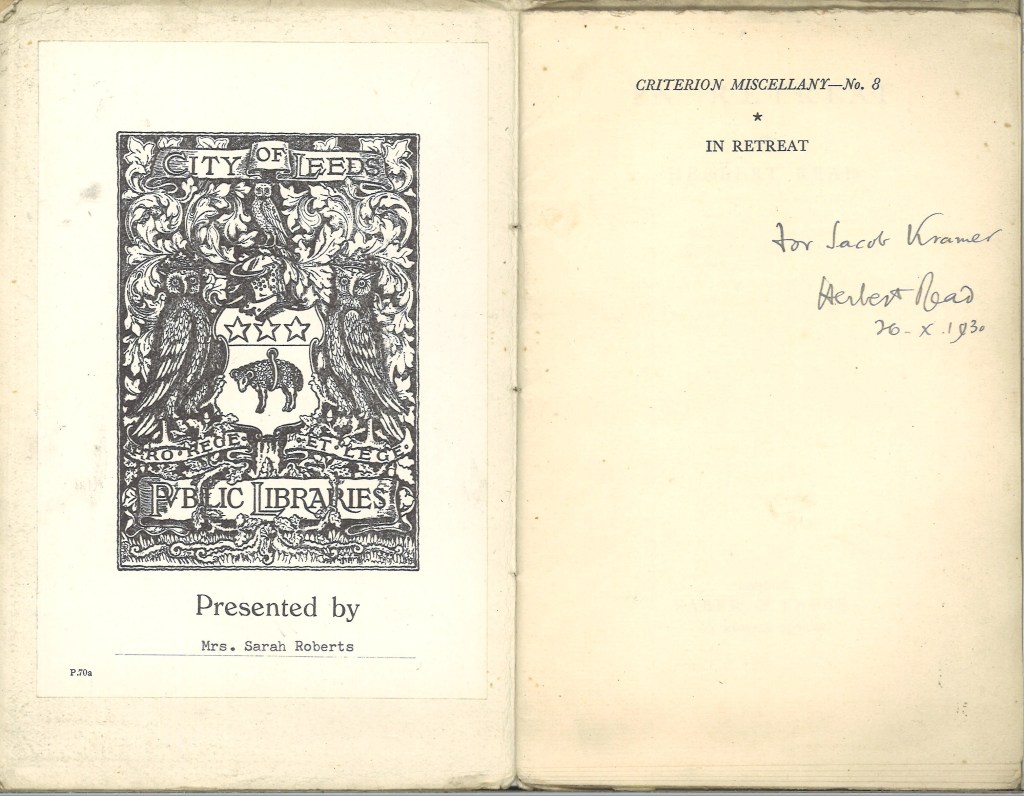 CITY OF LEEDS
PRO·REGE·
·ET·LEGE·
PVBLIC LIBRARIES
Presented by
Mrs. Sarah Roberts
P.70a
CRITERION MISCELLANY—No. 8
★
IN RETREAT
for Jacob Kramer
Herbert Read
20-X.1930